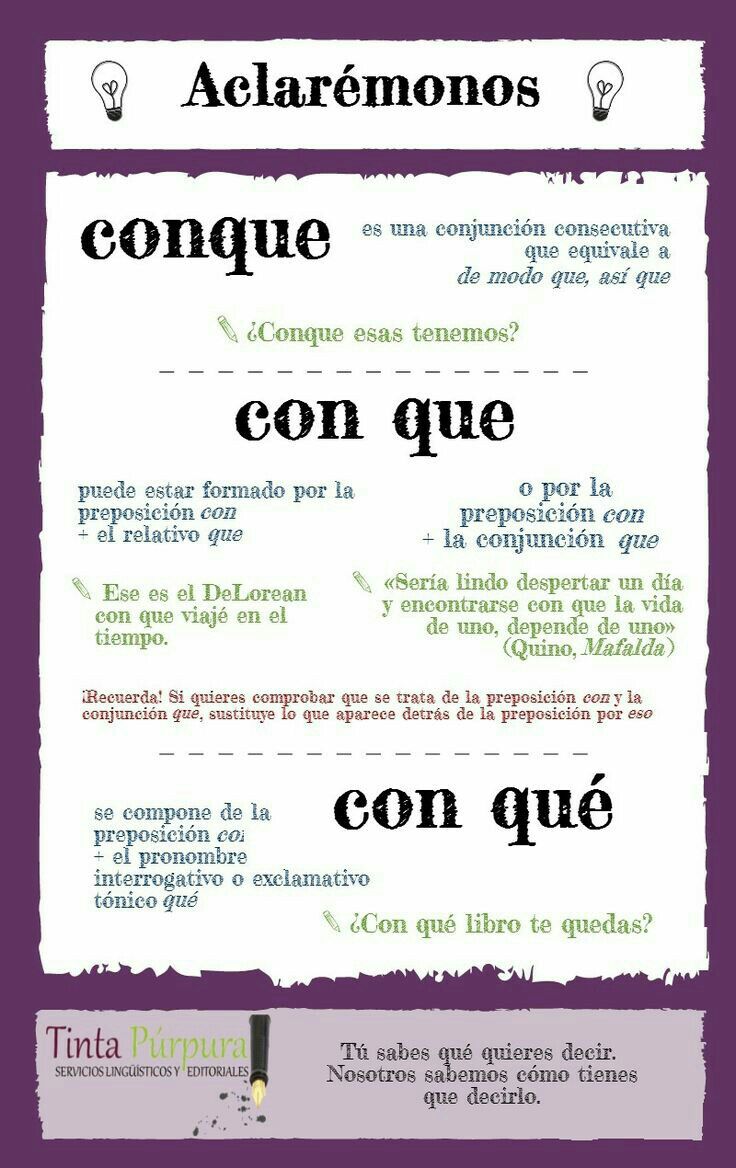 Aclarémonos
conque
es una conjunción consecutiva
que equivale a
de modo que, así que
¿Conque esas tenemos?
con que
puede estar formado por la
preposición con
+ el relativo que
Ese es el DeLorean
con que viajé en el
tiempo.
o por la
preposición con
+ la conjunción que
«Sería lindo despertar un día
y encontrarse con que la vida
de uno, depende de uno»
(Quino, Mafalda)
¡Recuerda! Si quieres comprobar que se trata de la preposición con y la
conjunción que, sustituye lo que aparece detrás de la preposición por eso
con qué
se compone de la
preposición con
+ el pronombre
interrogativo o exclamativo
tónico qué
¿Con qué libro te quedas?
Tinta Púrpura
SERVICIOS LINGÜÍSTICOS Y EDITORIALES
Tú sabes qué quieres decir.
Nosotros sabemos cómo tienes
que decirlo.